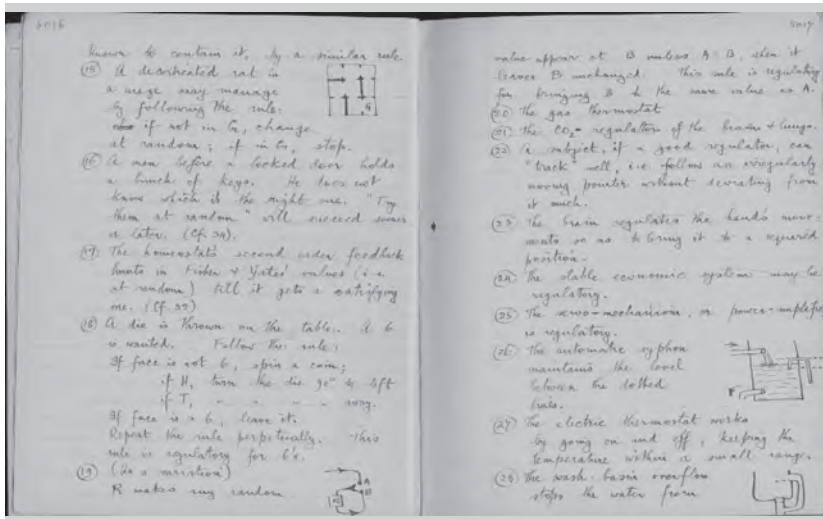 5016
known to contain it, by a similar rule.
(15) A decorticated rat in
a maze may manage
by following the rule:
if not in G, change
at random; if in G, stop.
G
(16) A man before a locked door holds
a bunch of keys. He does not
know which is the right one. "Try
them at random" will succeed sooner
or later. (Cf. 34).
(17) The homeostat's second order feedback
hunts in Fisher & Yates' values (i.e.
at random) till it gets a satisfying
one. (Cf. 39)
(18) A die is thrown on the table. A 6
is wanted. Follow the rule:
If face is not 6, spin a coin;
if H, turn the die 90° to left
if T, " " " " away.
If face is a 6, leave it.
Repeat the rule perpetually. This
rule is regulatory for 6's.
(19) (As a variation)
R makes any random
A
B
R
5017
value appear at B unless A = B, when it
leaves B unchanged. This rule is regulatory
for bringing B to the same value as A.
(20) The gas thermostat
(21) The CO2-regulation of the brain & lungs.
(22) A subject, if a good regulator, can
"track" well, i.e. follow an irregularly
moving pointer without deviating from
it much.
(23) The brain regulates the hand's move-
ments so as to bring it to a required
position.
(24) The stable economic system may be
regulatory.
(25) The servo-mechanism, or power-amplifier
is regulatory.
(26) The automatic syphon
maintains the level
between the dotted
lines.
(27) The electric thermostat works
by going on and off, keeping the
temperature within a small range.
(28) The wash-basin overflow
stops the water from